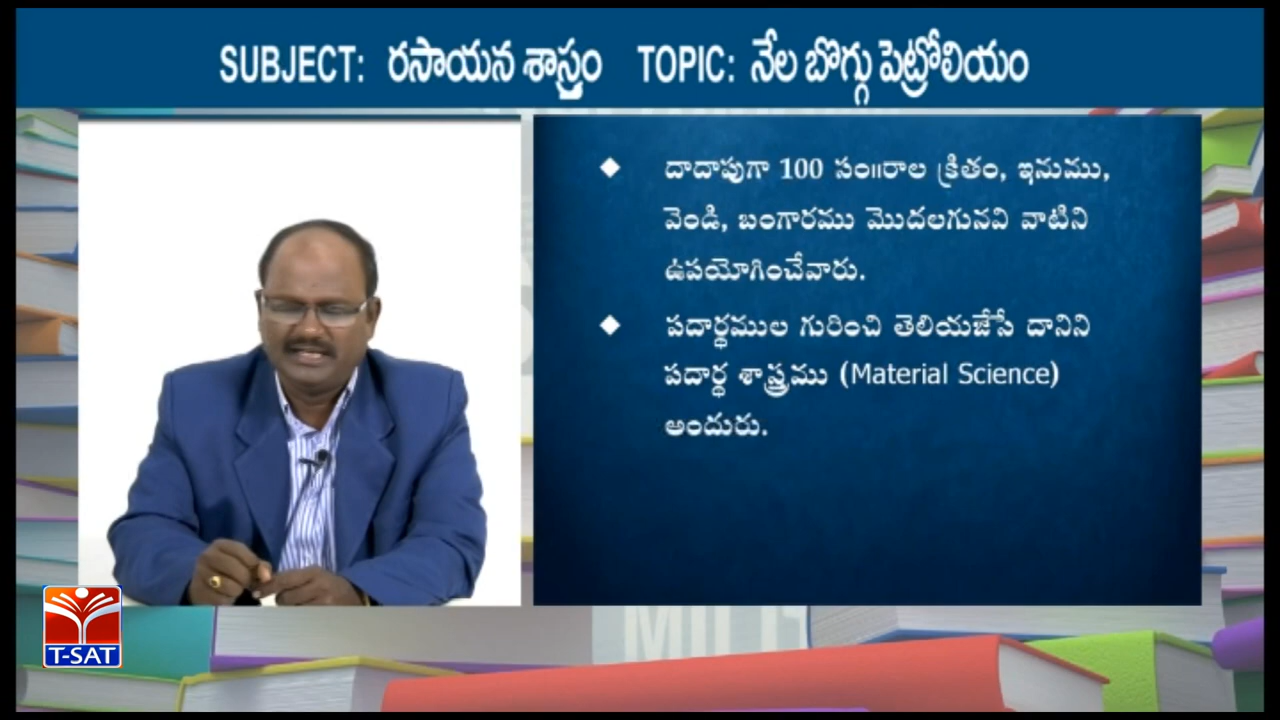 SUBJECT: రసాయన శాస్త్రం TOPIC: నేల బొగ్గు పెట్రోలియం
దాదాపుగా 100 సం॥రాల క్రితం, ఇనుము,
వెండి, బంగారము మొదలగునవి వాటిని
ఉపయోగించేవారు.
పదార్థముల గురించి తెలియజేసే దానిని
పదార్థ శాస్త్రము (Material Science)
అందురు.
T-SAT